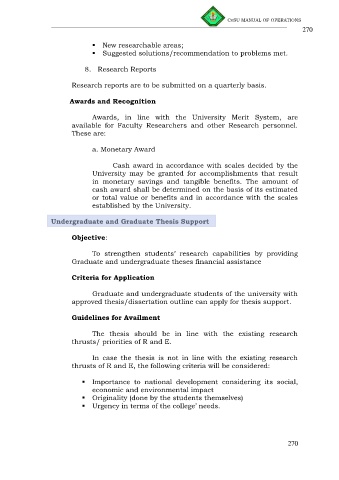 CvSU MANUAL OF OPERATIONS
270
▪ New researchable areas;
▪ Suggested solutions/recommendation to problems met.
8. Research Reports
Research reports are to be submitted on a quarterly basis.
Awards and Recognition
Awards, in line with the University Merit System, are
available for Faculty Researchers and other Research personnel.
These are:
a. Monetary Award
Cash award in accordance with scales decided by the
University may be granted for accomplishments that result
in monetary savings and tangible benefits. The amount of
cash award shall be determined on the basis of its estimated
or total value or benefits and in accordance with the scales
established by the University.
Undergraduate and Graduate Thesis Support
Objective:
To strengthen students' research capabilities by providing
Graduate and undergraduate theses financial assistance
Criteria for Application
Graduate and undergraduate students of the university with
approved thesis/dissertation outline can apply for thesis support.
Guidelines for Availment
The thesis should be in line with the existing research
thrusts/ priorities of R and E.
In case the thesis is not in line with the existing research
thrusts of R and E, the following criteria will be considered:
▪ Importance to national development considering its social,
economic and environmental impact
▪ Originality (done by the students themselves)
▪ Urgency in terms of the college' needs.
270